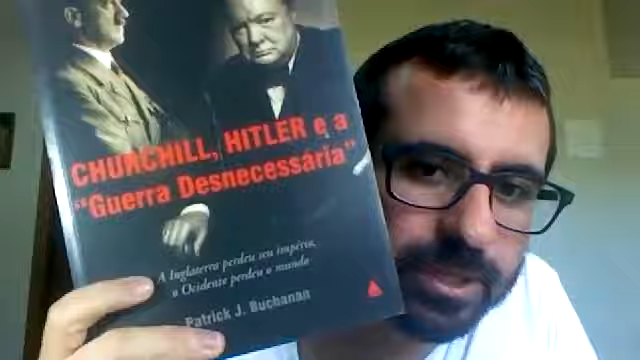 CHURCHILL, HITLER e a
"Guerra Desnecessária"
A Inglaterra perdeu seu império,
o Ocidente perdeu o mundo
Patrick J. Buchanan